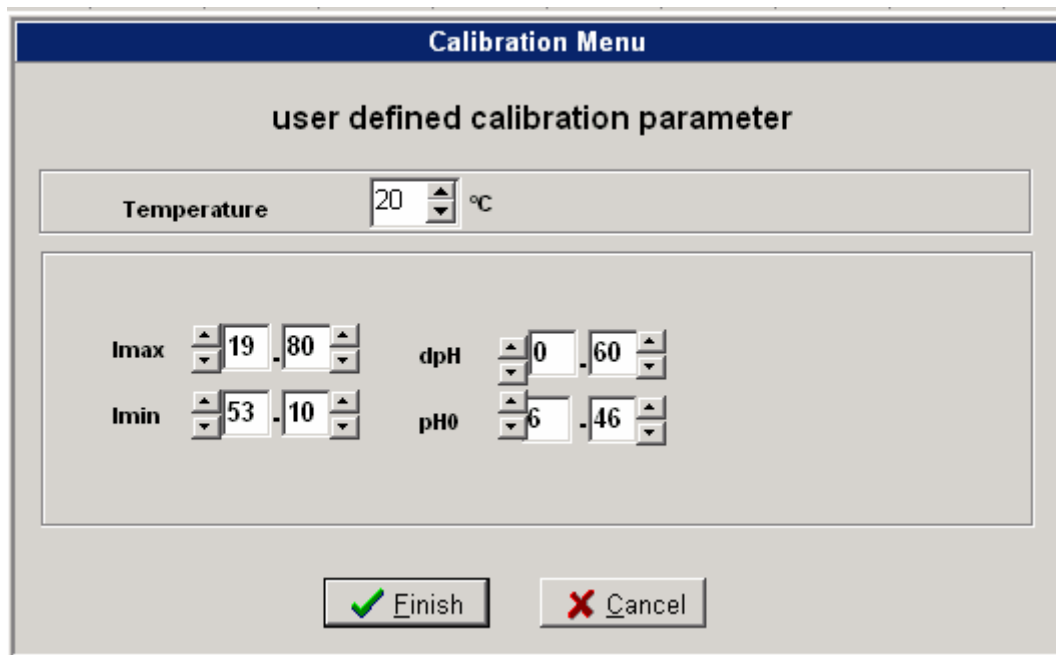 Calibration Menu
user defined calibration parameter
Temperature 20 °C
Imax 19 . 80 dpH 0 . 60
Imin 53 . 10 pH0 6 . 46
Finish Cancel